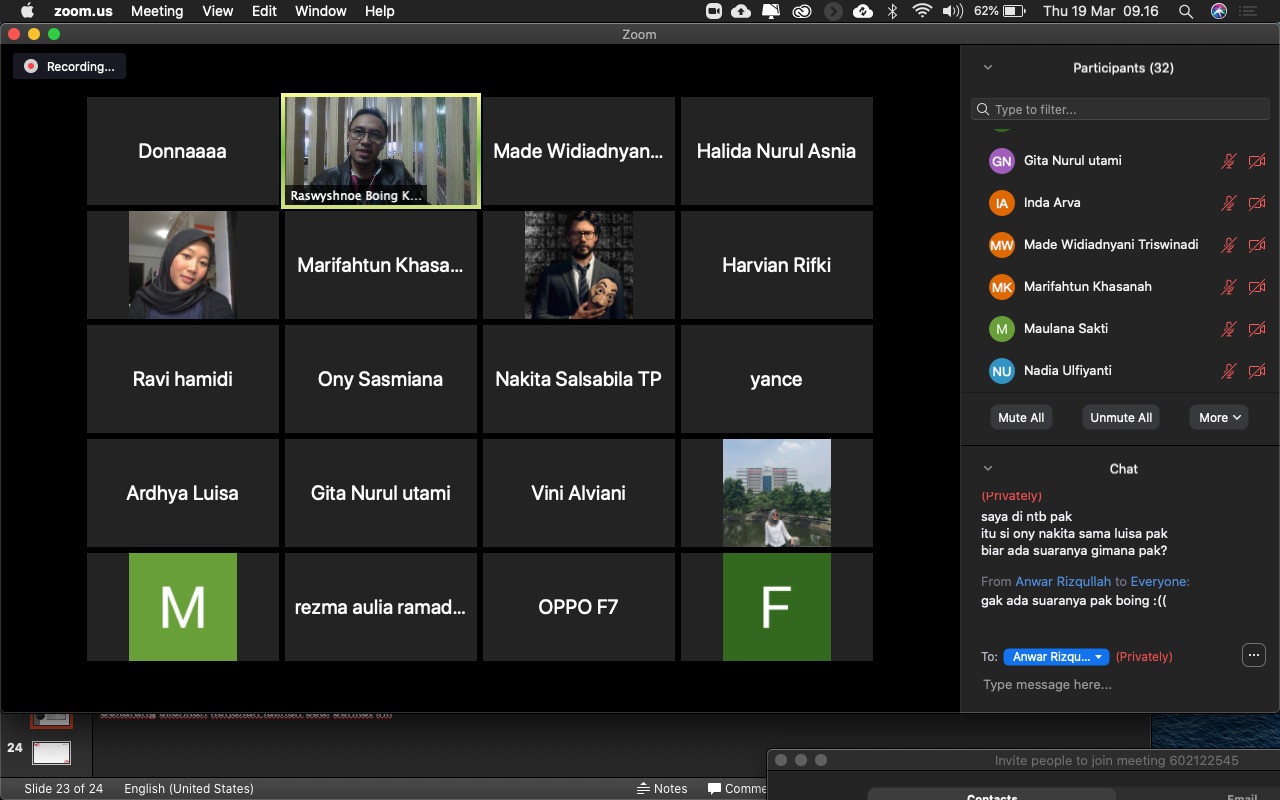 zoom.us Meeting View Edit Window Help 62% Thu 19 Mar 09.16
Zoom
Recording...
Donnaaaa
Raswyshnoe Boing K...
Made Widiadnyan...
Halida Nurul Asnia
Marifahtun Khasa...
Harvian Rifki
Ravi hamidi
Ony Sasmiana
Nakita Salsabila TP
yance
Ardhya Luisa
Gita Nurul utami
Vini Alviani
M
rezma aulia ramad...
OPPO F7
F
Participants (32)
Type to filter...
GN Gita Nurul utami
IA Inda Arva
MW Made Widiadnyani Triswinadi
MK Marifahtun Khasanah
M Maulana Sakti
NU Nadia Ulfiyanti
Mute All Unmute All More
Chat
(Privately)
saya di ntb pak
itu si ony nakita sama luisa pak
biar ada suaranya gimana pak?
From Anwar Rizqullah to Everyone:
gak ada suaranya pak boing :((
To: Anwar Rizqu... (Privately)
Type message here...
24
Slide 23 of 24 English (United States) Notes Comme
Invite people to join meeting 602122545
Contacts Email